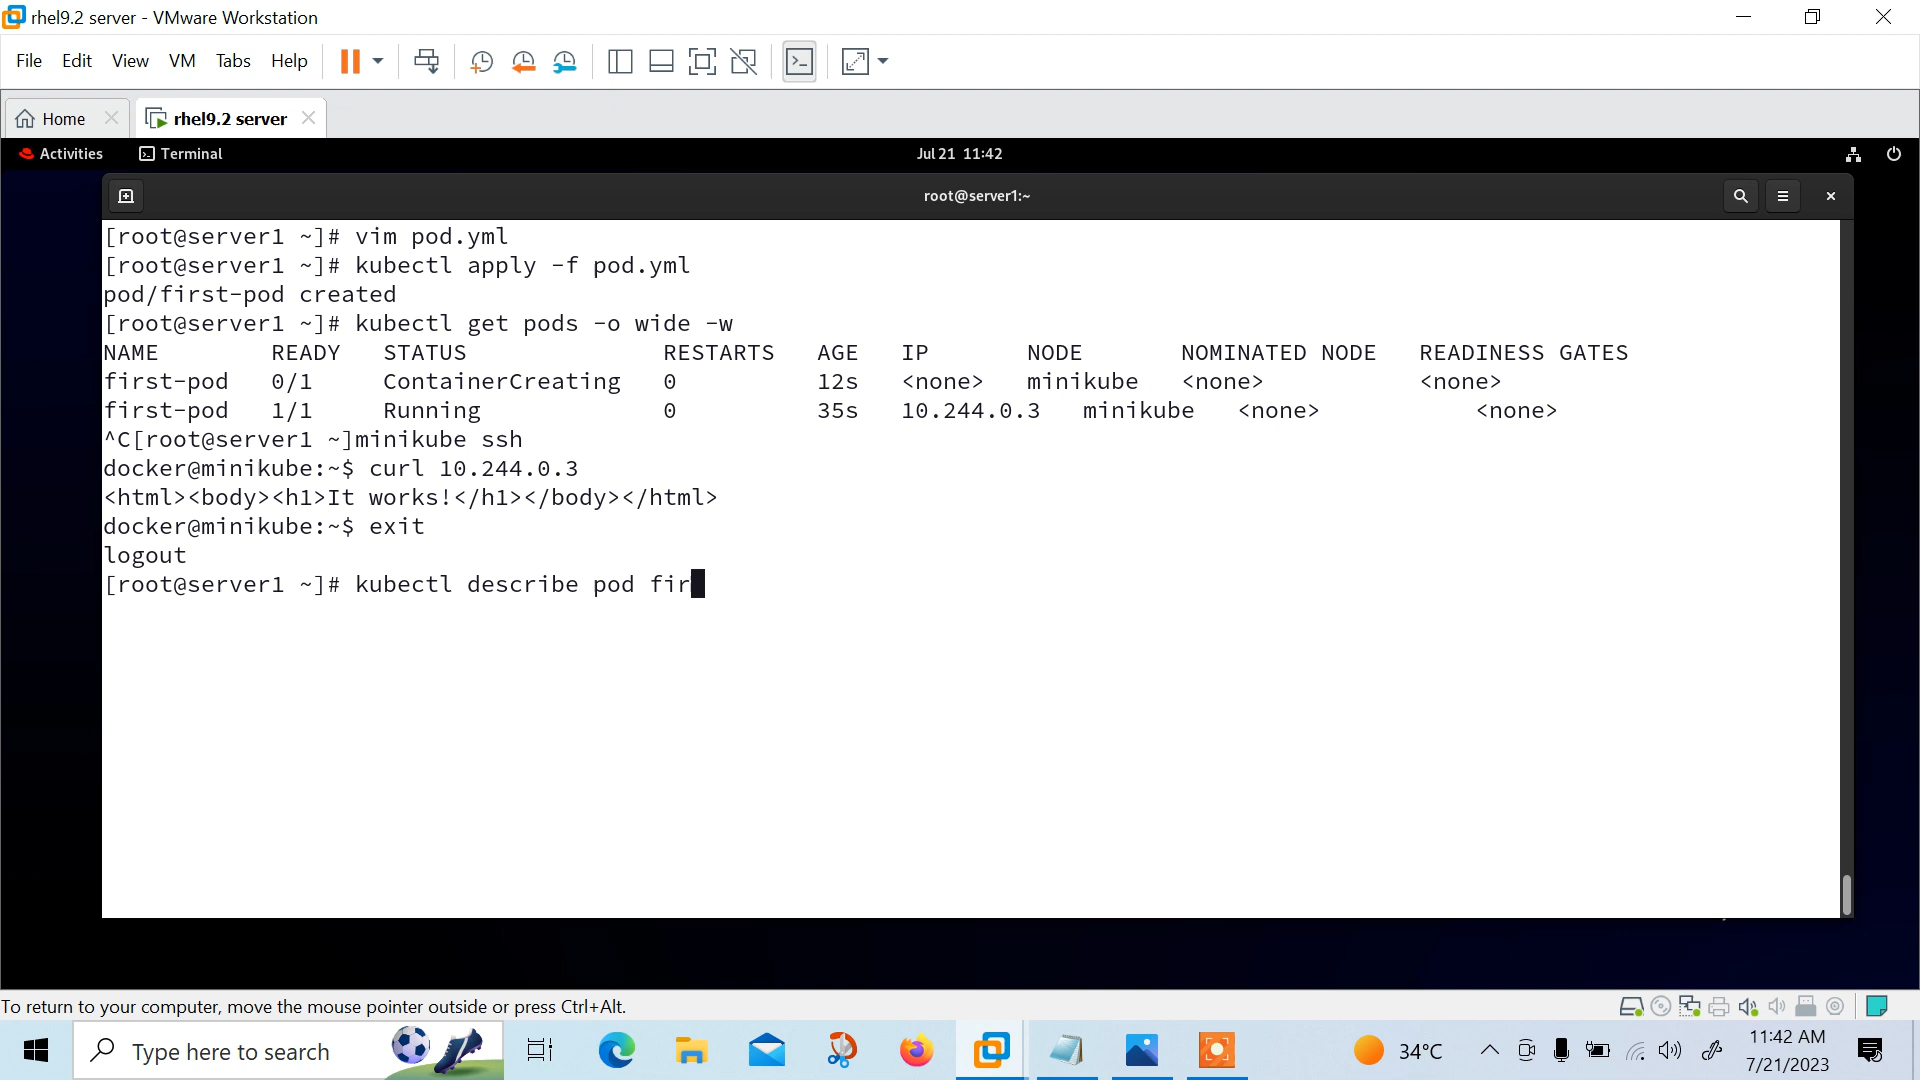 rhel9.2 server - VMware Workstation
File Edit View VM Tabs Help
Home rhel9.2 server
Activities Terminal Jul 21 11:42
root@server1:~
[root@server1 ~]# vim pod.yml
[root@server1 ~]# kubectl apply -f pod.yml
pod/first-pod created
[root@server1 ~]# kubectl get pods -o wide -w
NAME READY STATUS RESTARTS AGE IP NODE NOMINATED NODE READINESS GATES
first-pod 0/1 ContainerCreating 0 12s <none> minikube <none> <none>
first-pod 1/1 Running 0 35s 10.244.0.3 minikube <none> <none>
^C[root@server1 ~]minikube ssh
docker@minikube:~$ curl 10.244.0.3
<html><body><h1>It works!</h1></body></html>
docker@minikube:~$ exit
logout
[root@server1 ~]# kubectl describe pod fir
To return to your computer, move the mouse pointer outside or press Ctrl+Alt.
Type here to search 34°C 11:42 AM
7/21/2023